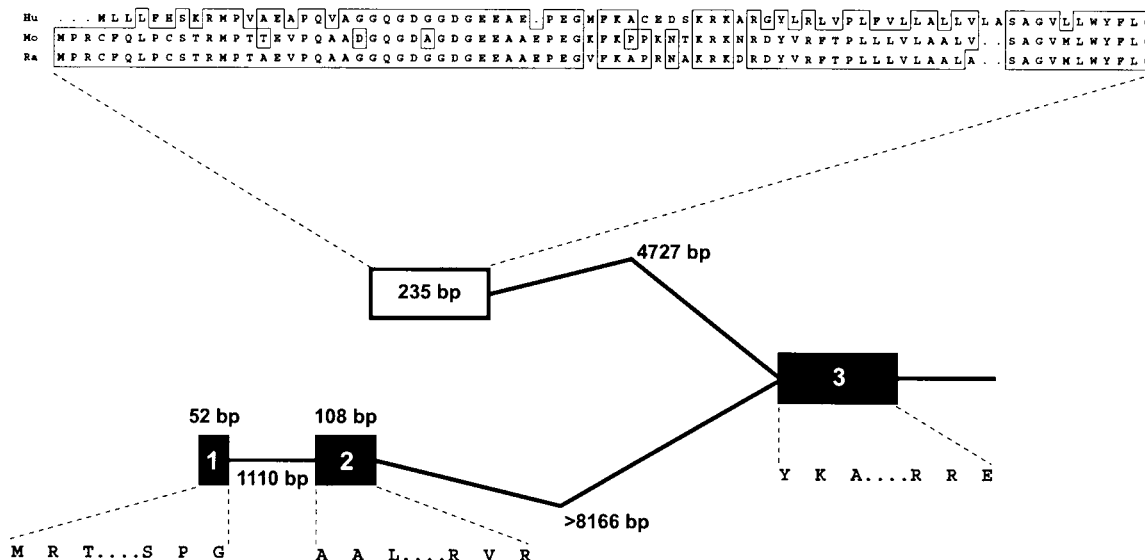 Hu . . . M L L L F H S K R M P V A E A P Q V A G G Q G D G G D G E E A E . P E G M F K A C E D S K R K A R G Y L R L V P L F V L L A L L V L A S A G V L L W Y F L
Mo M P R C F Q L P C S T R M P T T E V P Q A A D G Q G D A G D G E E A A E P E G K F K P P K N T K R K N R D Y V R F T P L L L V L A A L V . . S A G V M L W Y F L
Ra M P R C F Q L P C S T R M P T A E V P Q A A G G Q G D G G D G E E A A E P E G V F K A P R N A K R K D R D Y V R F T P L L L V L A A L A . . S A G V M L W Y F L
4727 bp
235 bp
3
52 bp 108 bp
1 2
1110 bp
Y K A....R R E
>8166 bp
M R T....S P G A A L....R V R